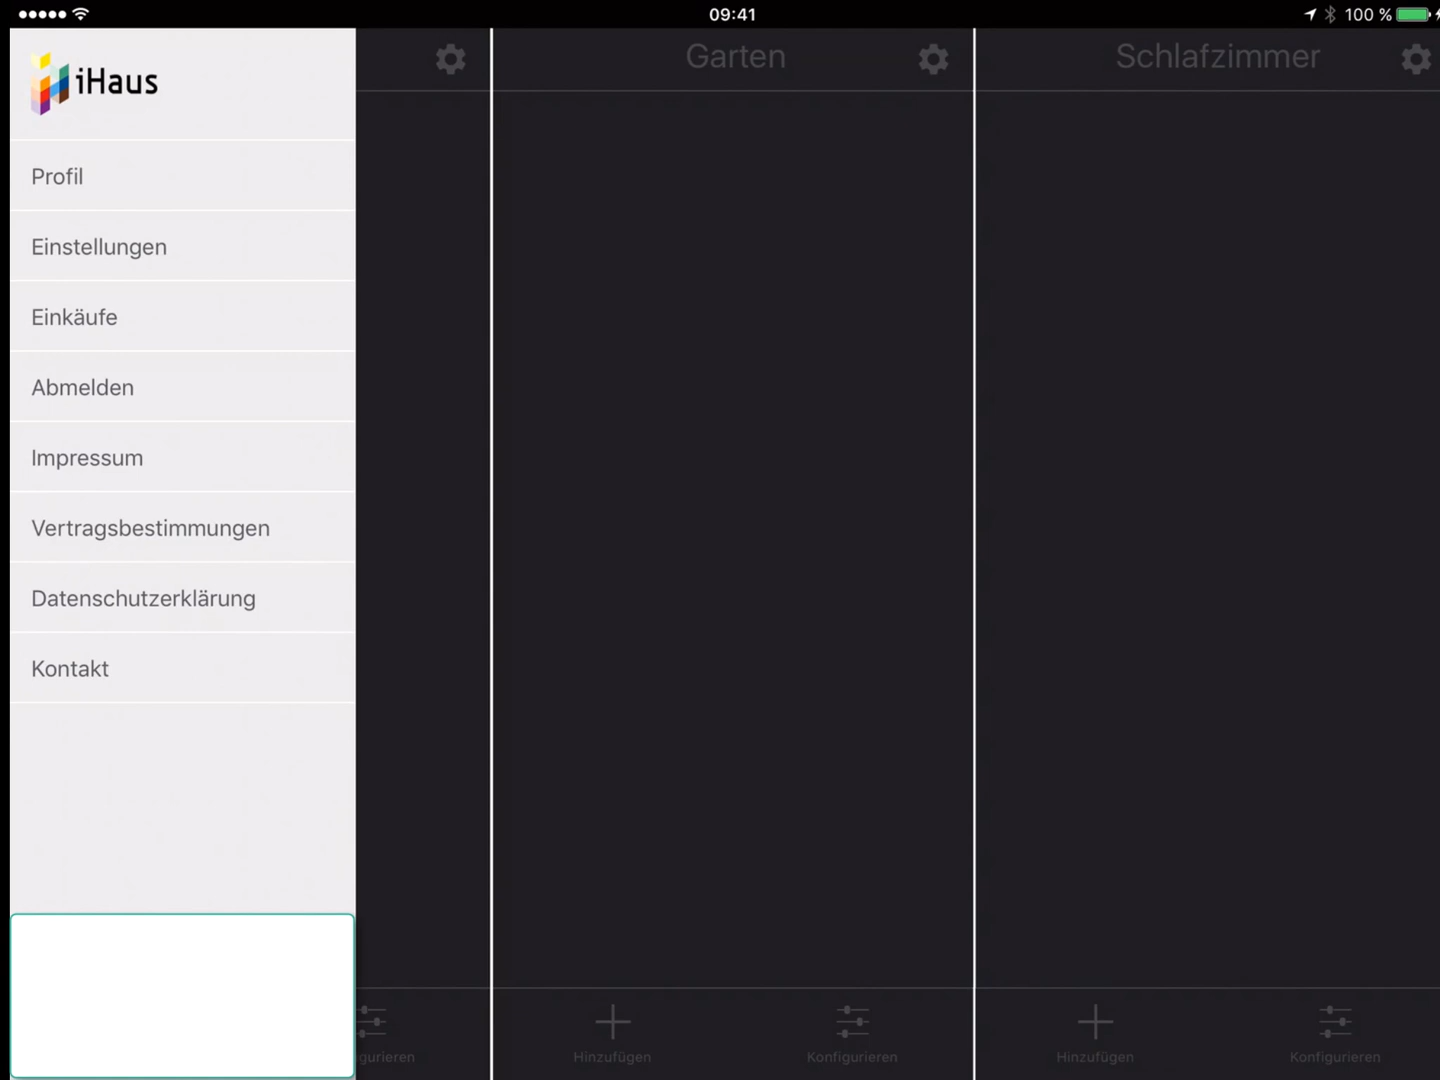 09:41
100 %
iHaus
Garten
Schlafzimmer
Profil
Einstellungen
Einkäufe
Abmelden
Impressum
Vertragsbestimmungen
Datenschutzerklärung
Kontakt
gurieren
Hinzufügen
Konfigurieren
Hinzufügen
Konfigurieren